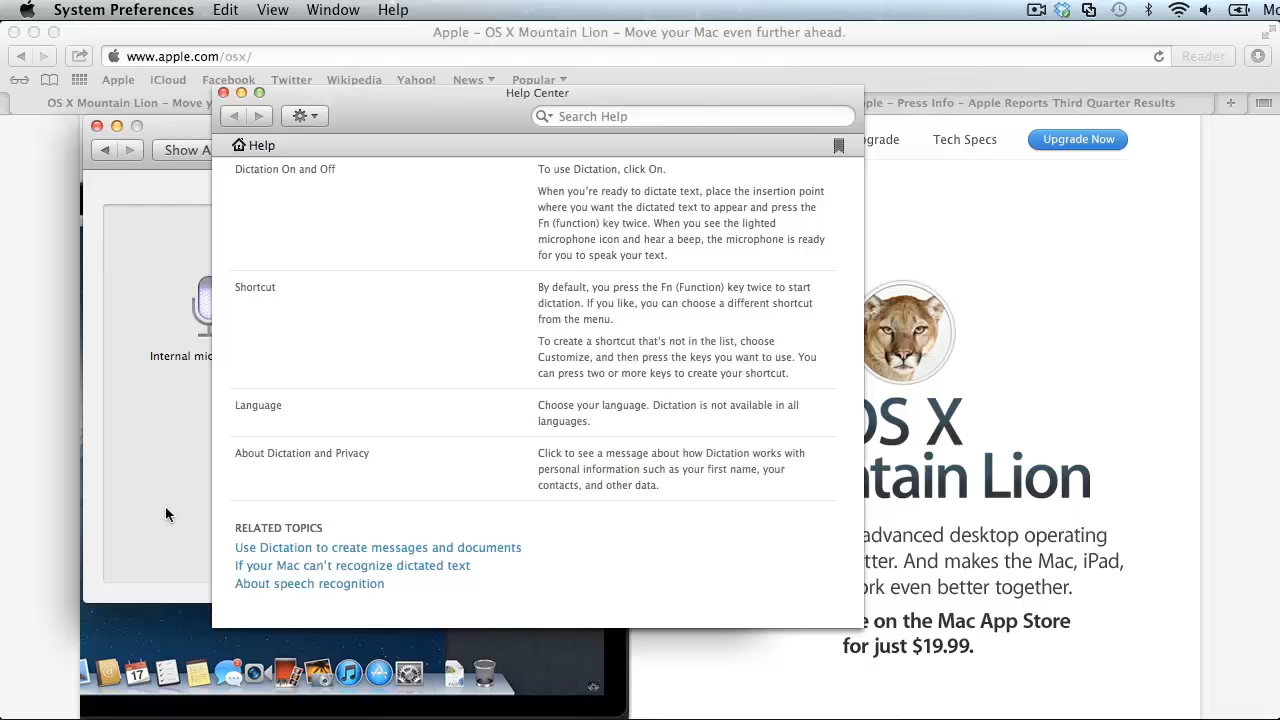 System Preferences Edit View Window Help
Apple – OS X Mountain Lion – Move your Mac even further ahead.
www.apple.com/osx/
Reader
Apple iCloud Facebook Twitter Wikipedia Yahoo! News Popular
OS X Mountain Lion – Move y
ple – Press Info – Apple Reports Third Quarter Results
Help Center
Search Help
Show A
Help
grade Tech Specs Upgrade Now
Dictation On and Off
To use Dictation, click On.
When you're ready to dictate text, place the insertion point
where you want the dictated text to appear and press the
Fn (function) key twice. When you see the lighted
microphone icon and hear a beep, the microphone is ready
for you to speak your text.
Shortcut
By default, you press the Fn (Function) key twice to start
dictation. If you like, you can choose a different shortcut
from the menu.
To create a shortcut that's not in the list, choose
Customize, and then press the keys you want to use. You
can press two or more keys to create your shortcut.
Language
Choose your language. Dictation is not available in all
languages.
About Dictation and Privacy
Click to see a message about how Dictation works with
personal information such as your first name, your
contacts, and other data.
RELATED TOPICS
Use Dictation to create messages and documents
If your Mac can't recognize dictated text
About speech recognition
Internal mic
OS X
ntain Lion
advanced desktop operating
tter. And makes the Mac, iPad,
ork even better together.
e on the Mac App Store
for just $19.99.
17